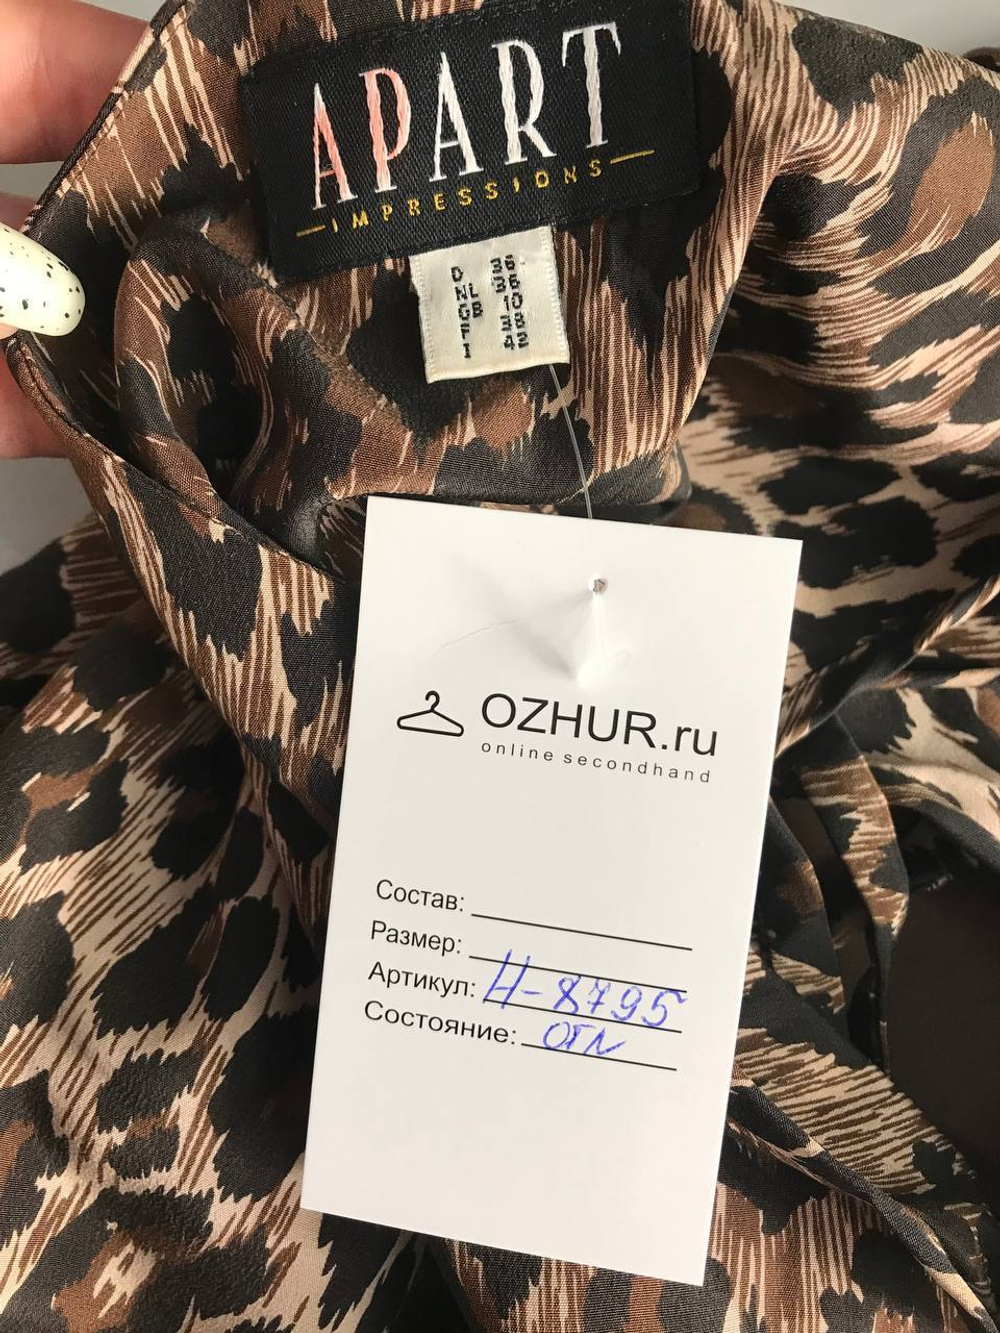 APART
IMPRESSIONS
D 36
NL 36
GB 10
F 38
I 42
OZHUR.ru
online secondhand
Состав:
Размер:
Артикул: Н-8795
Состояние: отл